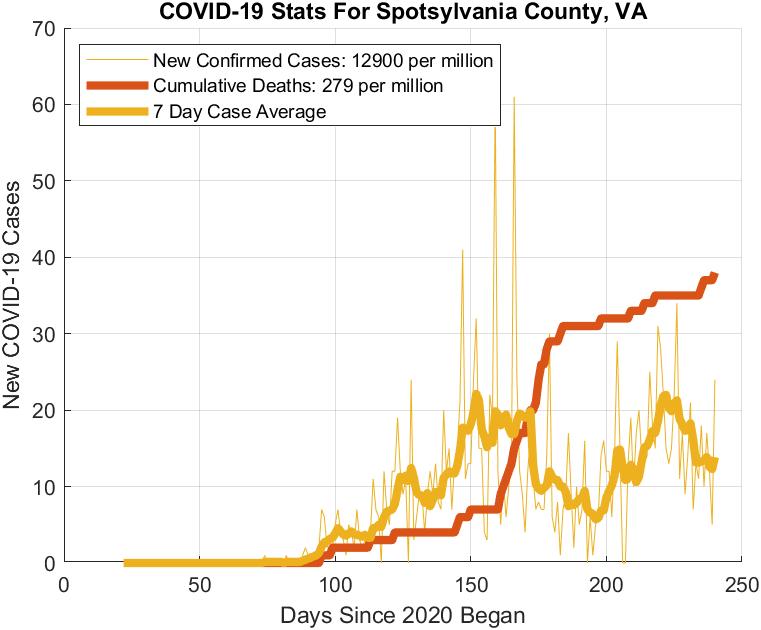 COVID-19 Stats For Spotsylvania County, VA
New Confirmed Cases: 12900 per million
Cumulative Deaths: 279 per million
7 Day Case Average
New COVID-19 Cases
70
60
50
40
30
20
10
0
0 50 100 150 200 250
Days Since 2020 Began